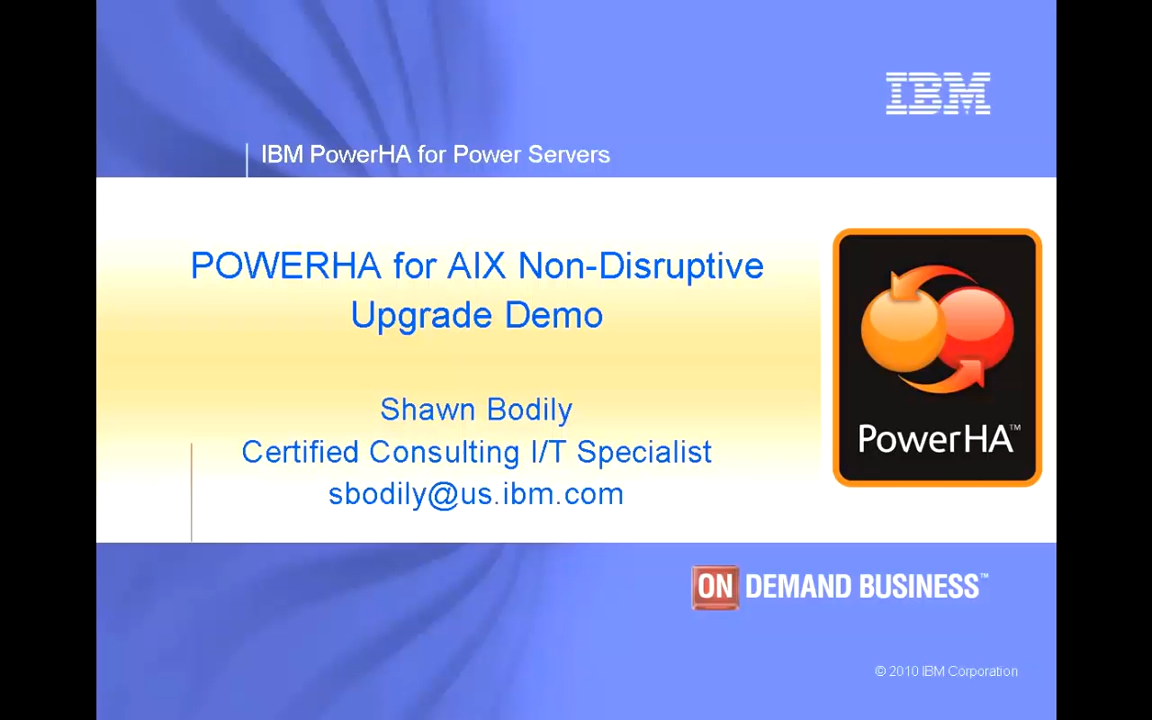 IBM
IBM PowerHA for Power Servers
POWERHA for AIX Non-Disruptive
Upgrade Demo
Shawn Bodily
Certified Consulting I/T Specialist
sbodily@us.ibm.com
PowerHA™
ON DEMAND BUSINESS™
© 2010 IBM Corporation